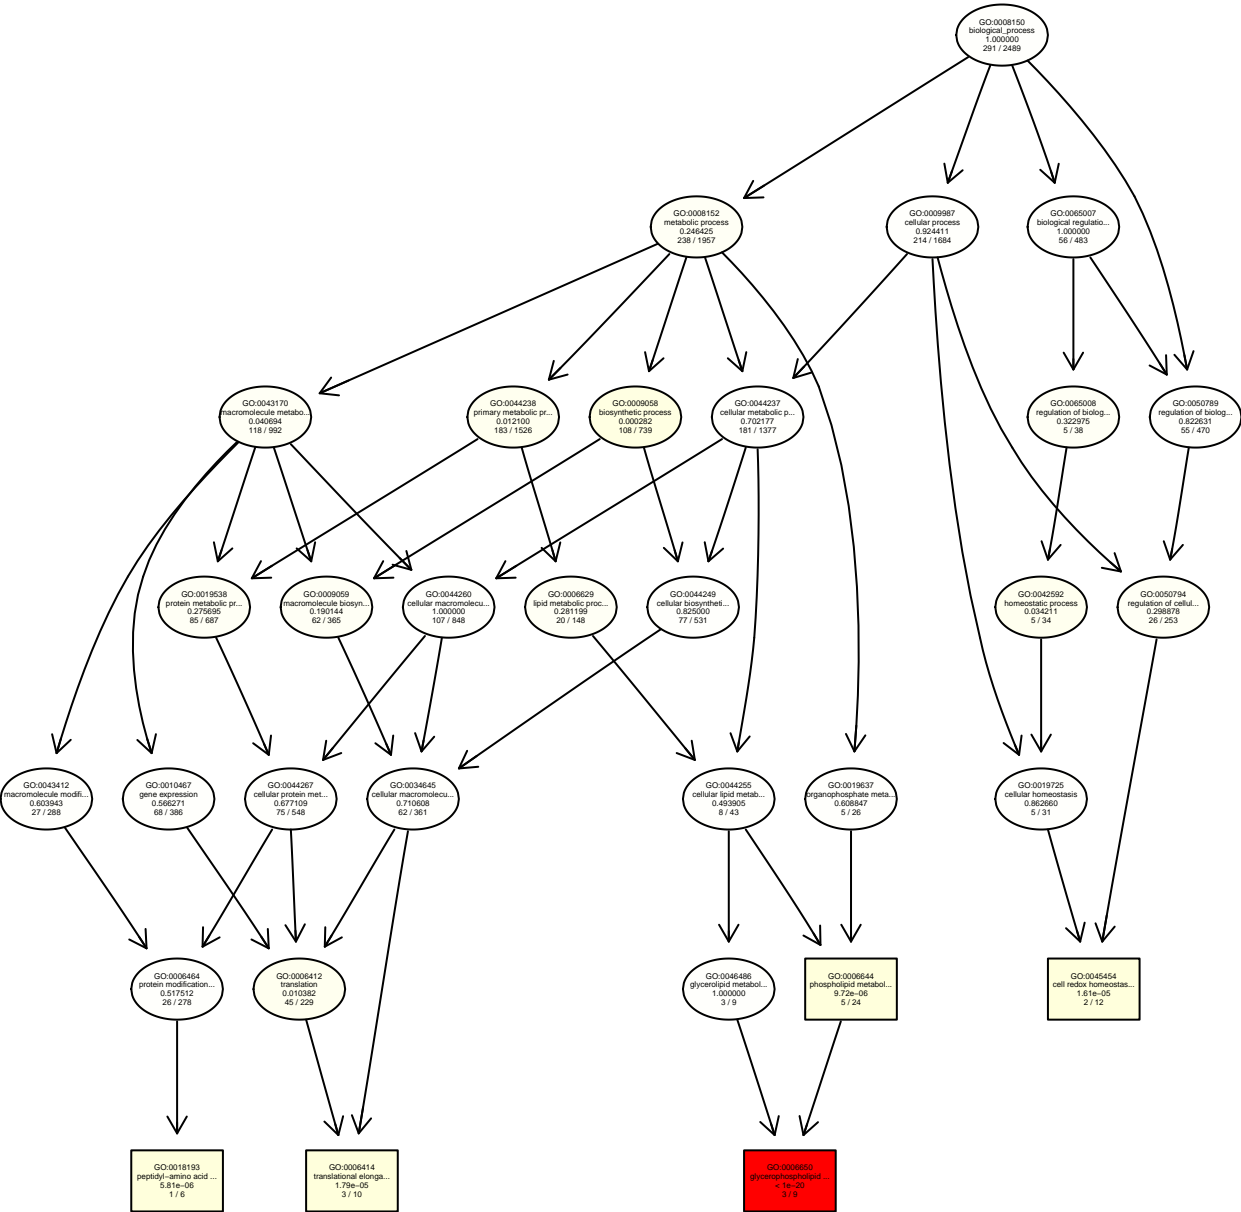 GO:0008150
biological_process
1.000000
291 / 2489
GO:0008152
metabolic process
0.246425
238 / 1957
GO:0009987
cellular process
0.924411
214 / 1684
GO:0065007
biological regulatio...
1.000000
56 / 483
GO:0043170
macromolecule metabo...
0.040694
118 / 992
GO:0044238
primary metabolic pr...
0.012100
183 / 1526
GO:0009058
biosynthetic process
0.000282
108 / 739
GO:0044237
cellular metabolic p...
0.702177
181 / 1377
GO:0065008
regulation of biolog...
0.322975
5 / 38
GO:0050789
regulation of biolog...
0.822631
55 / 470
GO:0019538
protein metabolic pr...
0.275695
85 / 687
GO:0009059
macromolecule biosyn...
0.190144
62 / 365
GO:0044260
cellular macromolecu...
1.000000
107 / 848
GO:0006629
lipid metabolic proc...
0.281199
20 / 148
GO:0044249
cellular biosyntheti...
0.825000
77 / 531
GO:0042592
homeostatic process
0.034211
5 / 34
GO:0050794
regulation of cellul...
0.298878
26 / 253
GO:0043412
macromolecule modifi...
0.603943
27 / 288
GO:0010467
gene expression
0.566271
68 / 386
GO:0044267
cellular protein met...
0.677109
75 / 548
GO:0034645
cellular macromolecu...
0.710608
62 / 361
GO:0044255
cellular lipid metab...
0.493905
8 / 43
GO:0019637
organophosphate meta...
0.608847
5 / 26
GO:0019725
cellular homeostasis
0.862660
5 / 31
GO:0006464
protein modification...
0.517512
26 / 278
GO:0006412
translation
0.010382
45 / 229
GO:0046486
glycerolipid metabol...
1.000000
3 / 9
GO:0006644
phospholipid metabol...
9.72e−06
5 / 24
GO:0045454
cell redox homeostas...
1.61e−05
2 / 12
GO:0018193
peptidyl−amino acid ...
5.81e−06
1 / 6
GO:0006414
translational elonga...
1.79e−05
3 / 10
GO:0006650
glycerophospholipid ...
< 1e−20
3 / 9